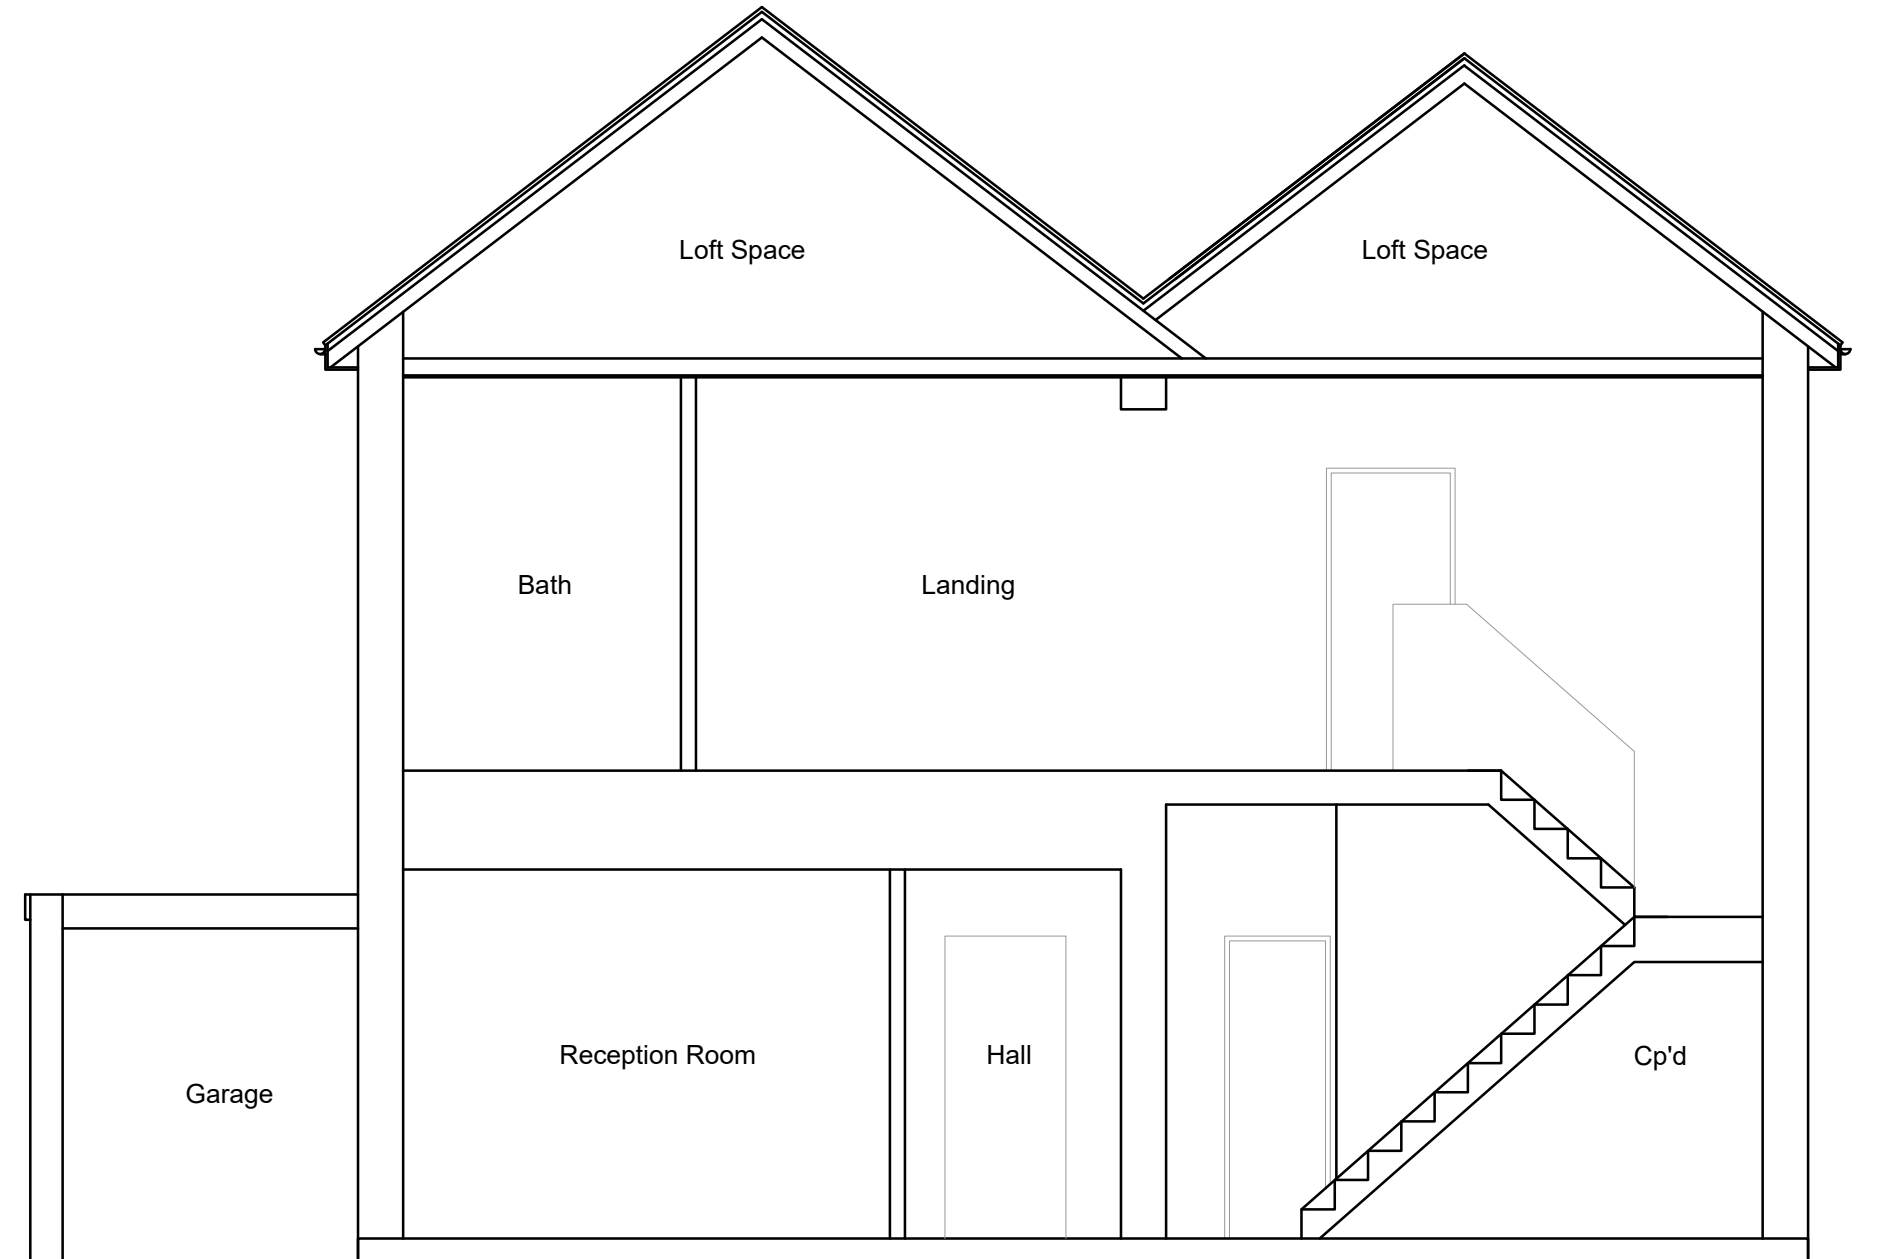 Loft Space
Loft Space
Bath
Landing
Reception Room
Hall
Cp'd
Garage